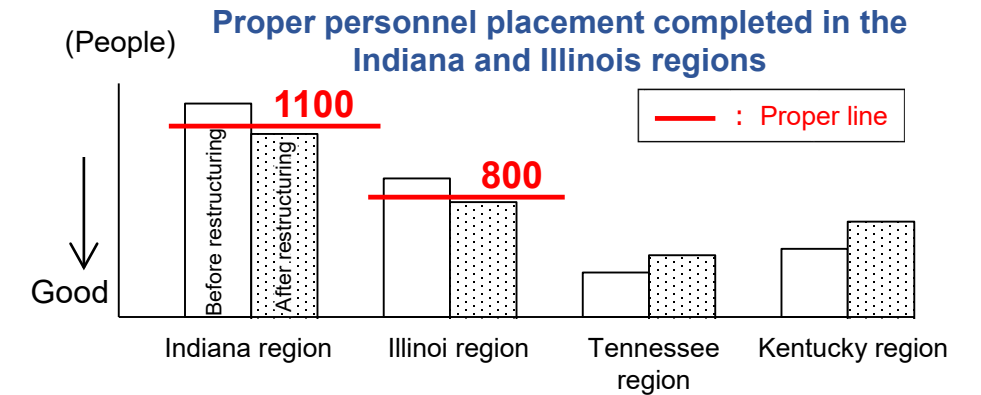 Proper personnel placement completed in the
Indiana and Illinois regions
(People)
1100
: Proper line
800
Before restructuring
After restructuring
Good
Indiana region
Illinoi region
Tennessee
region
Kentucky region